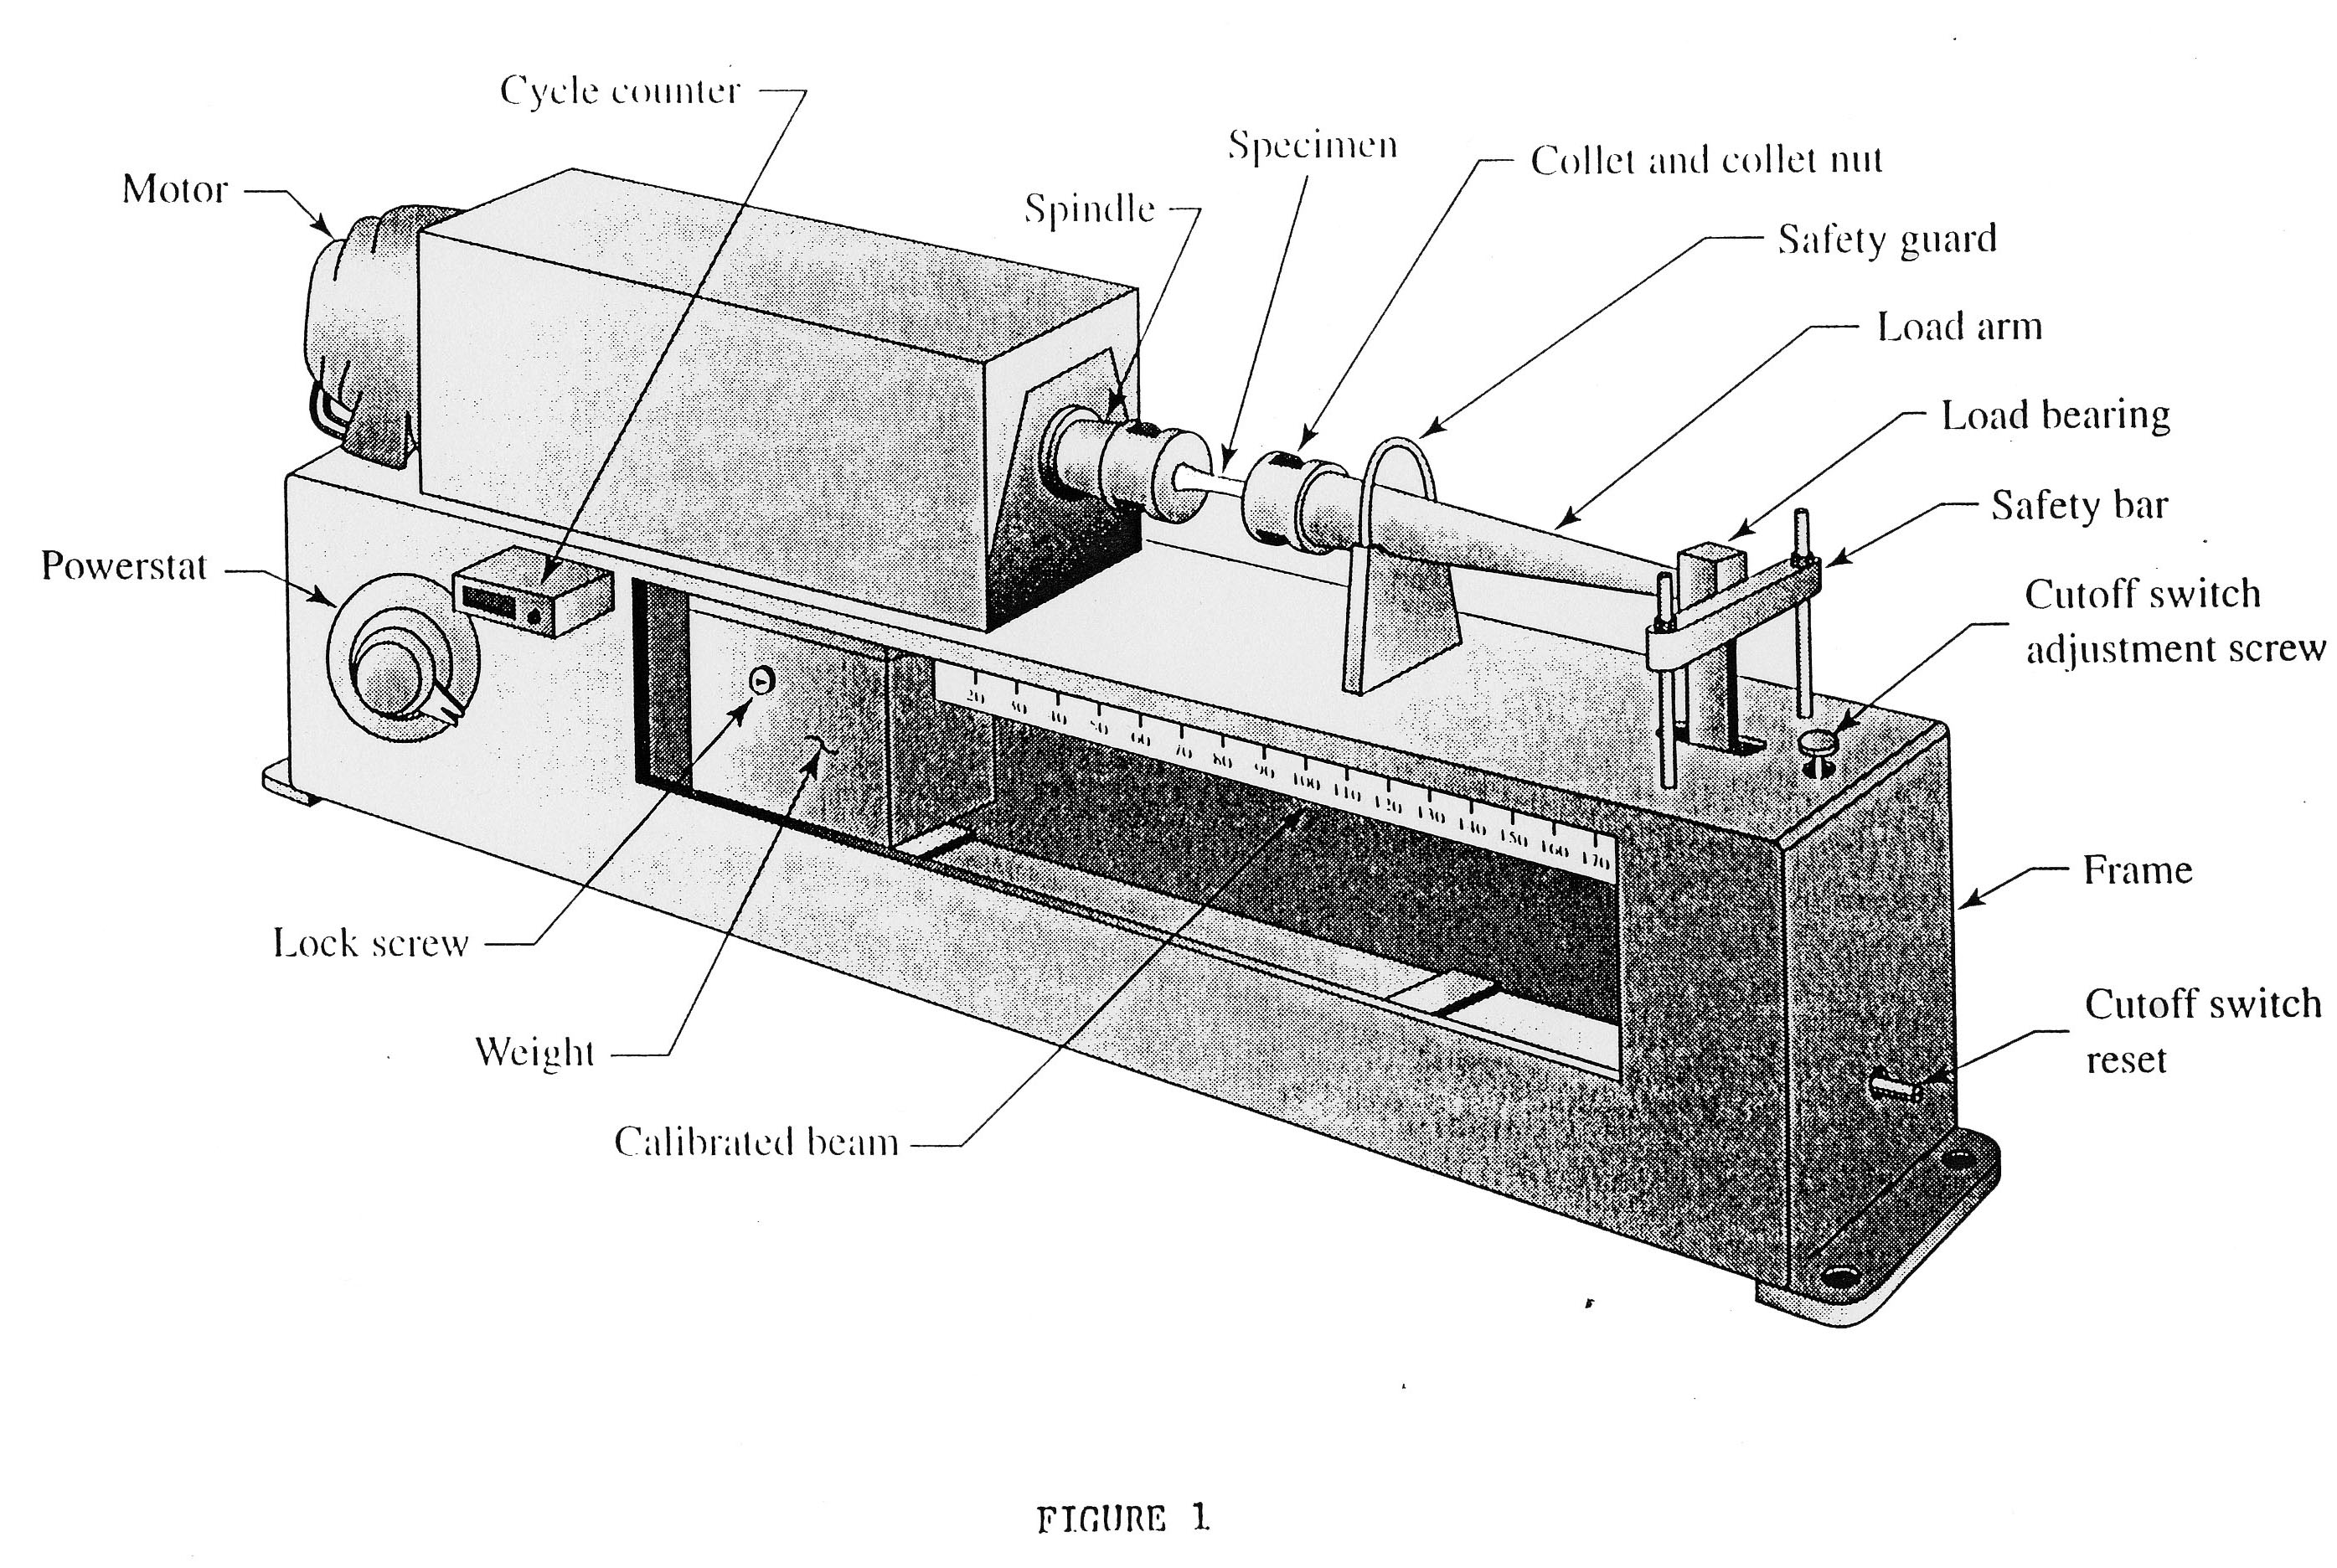 Cycle counter
Motor
Specimen
Collet and collet nut
Spindle
Safety guard
Load arm
Load bearing
Safety bar
Powerstat
Cutoff switch
adjustment screw
20 30 40 50 60 70 80 90 100 110 120 130 140 150 160 170
Frame
Lock screw
Cutoff switch
reset
Weight
Calibrated beam
FIGURE 1